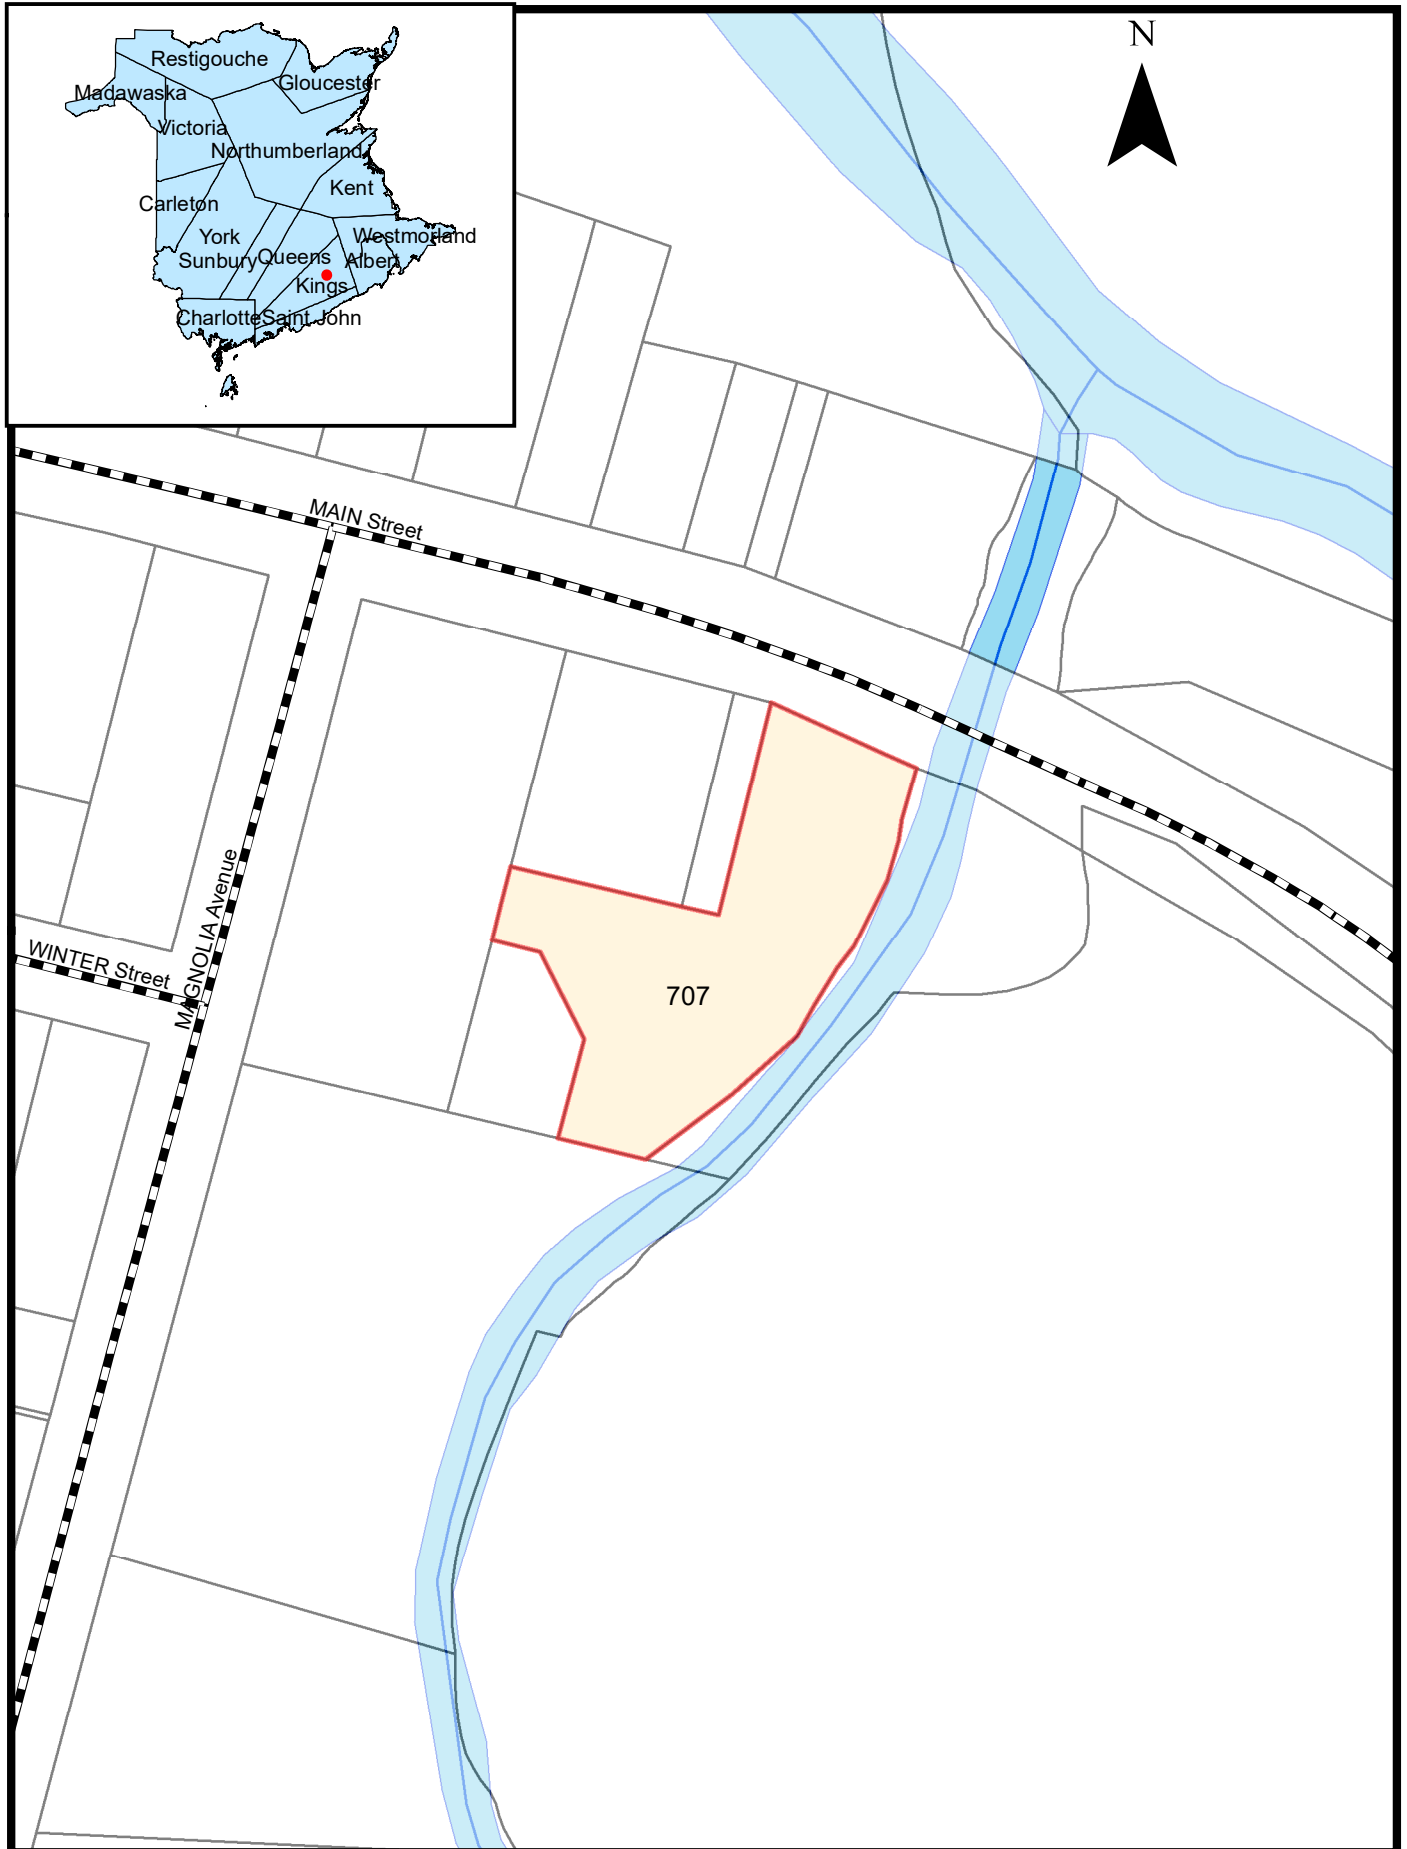 N
Restigouche
Gloucester
Madawaska
Victoria
Northumberland
Kent
Carleton
York
Westmorland
Sunbury
Queens
Albert
Kings
Charlotte
Saint John
MAIN Street
MAGNOLIA Avenue
WINTER Street
707